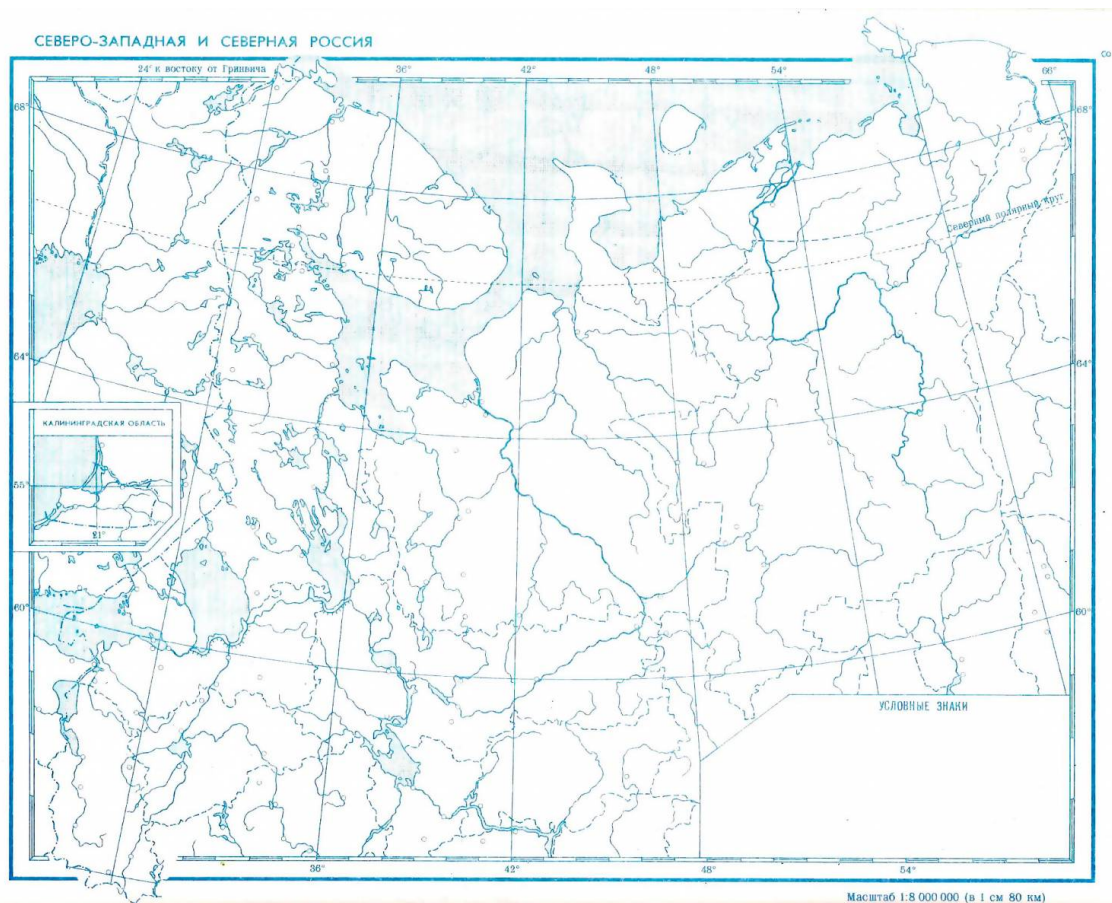 СЕВЕРО-ЗАПАДНАЯ И СЕВЕРНАЯ РОССИЯ
со
24° к востоку от Гринвича
36°
42°
48°
54°
66°
68°
68°
Северный полярный круг
64°
64°
КАЛИНИНГРАДСКАЯ ОБЛАСТЬ
55°
21°
60°
60°
УСЛОВНЫЕ ЗНАКИ
36°
42°
48°
54°
Масштаб 1:8 000 000 (в 1 см 80 км)